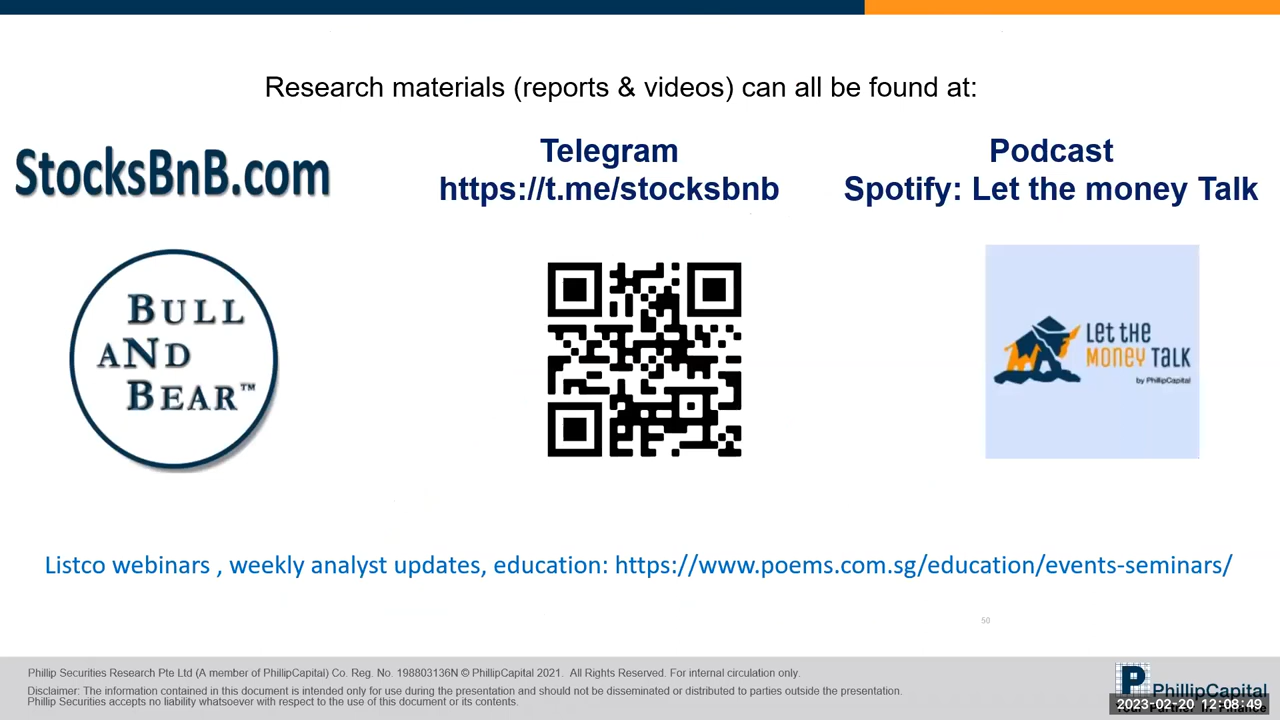 Research materials (reports & videos) can all be found at:
StocksBnB.com
Telegram
https://t.me/stocksbnb
Podcast
Spotify: Let the money Talk
BULL
AND
BEAR™
LET THE
MONEY TALK
by PhillipCapital
Listco webinars , weekly analyst updates, education: https://www.poems.com.sg/education/events-seminars/
50
Phillip Securities Research Pte Ltd (A member of PhillipCapital) Co. Reg. No. 198803136N © PhillipCapital 2021. All Rights Reserved. For internal circulation only.
Disclaimer: The information contained in this document is intended only for use during the presentation and should not be disseminated or distributed to parties outside the presentation.
Phillip Securities accepts no liability whatsoever with respect to the use of this document or its contents.
PhillipCapital
Your Partner In Finance
2023-02-20 12:08:49